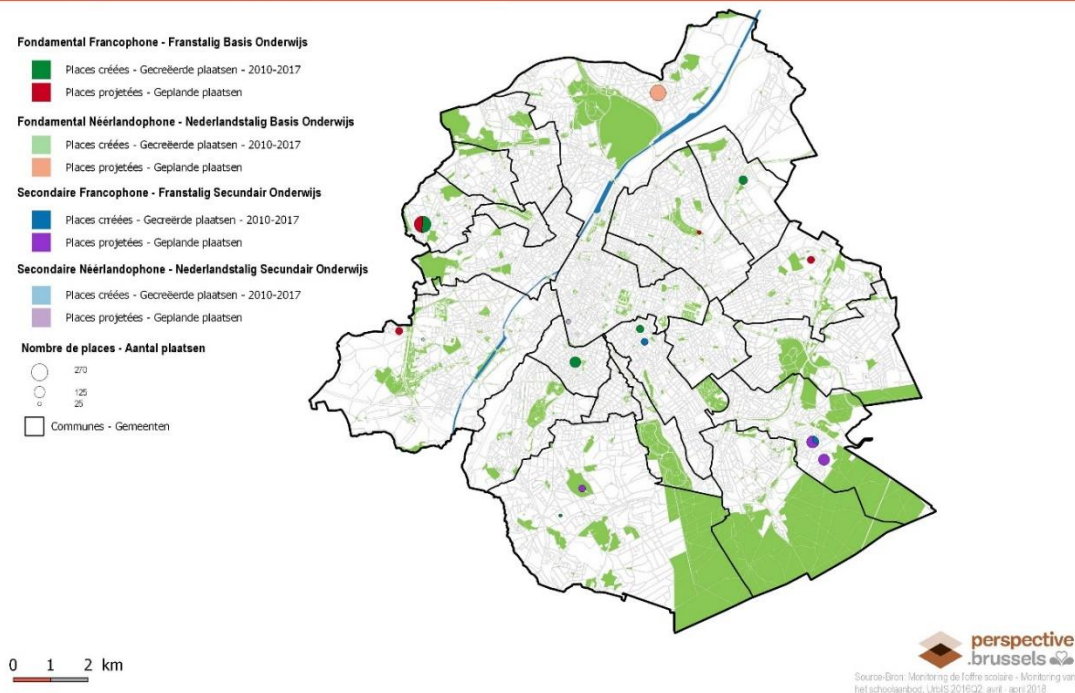 Fondamental Francophone - Franstalig Basis Onderwijs
Places créées - Gecreëerde plaatsen - 2010-2017
Places projetées - Geplande plaatsen
Fondamental Néérlandophone - Nederlandstalig Basis Onderwijs
Places créées - Gecreëerde plaatsen - 2010-2017
Places projetées - Geplande plaatsen
Secondaire Francophone - Franstalig Secundair Onderwijs
Places crréées - Gecreërde plaatsen - 2010-2017
Places projetées - Geplande plaatsen
Secondaire Néérlandophone - Nederlandstalig Secundair Onderwijs
Places créées - Gecreëerde plaatsen - 2010-2017
Places projetées - Geplande plaatsen
Nombre de places - Aantal plaatsen
270
125
25
Communes - Gemeenten
0 1 2 km
perspective
.brussels
Source-Bron: Monitoring de l'offre scolaire - Monitoring van
het schoolaanbod, UrbIS 2016Q2, avril - april 2018